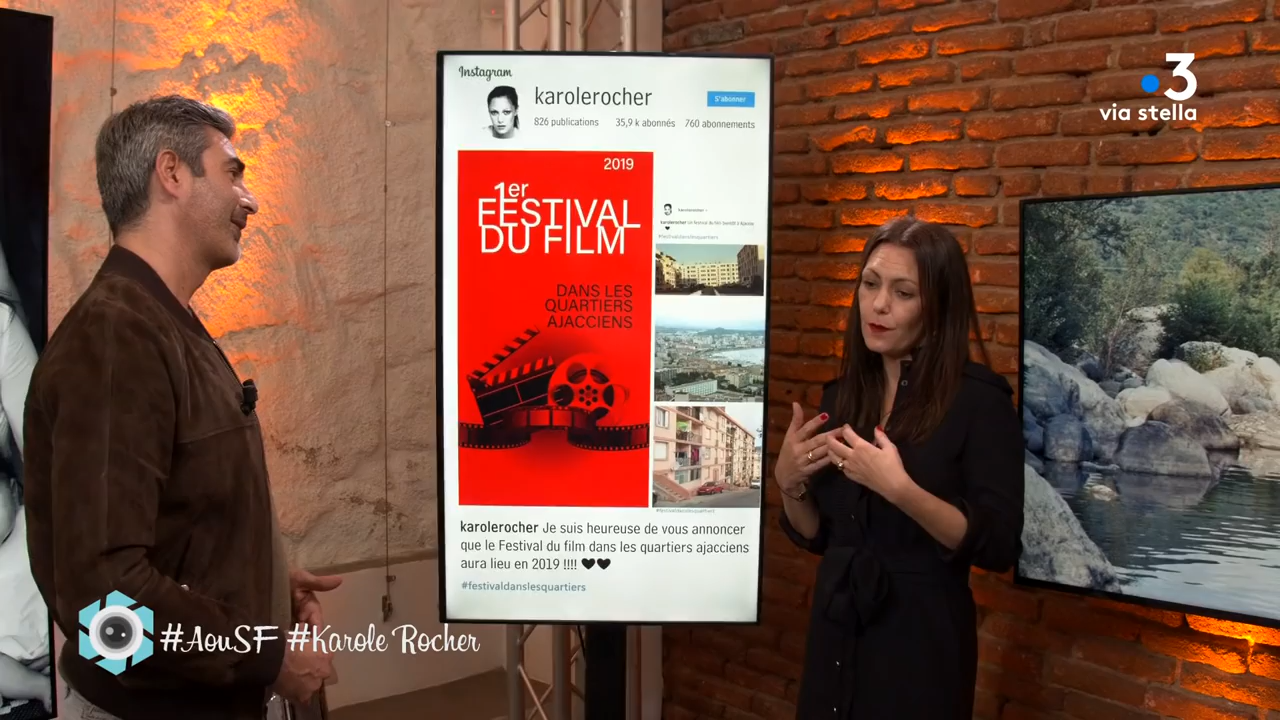 3
via stella
Instagram
karolerocher
S'abonner
826 publications 35,9 k abonnés 760 abonnements
2019
1er
FESTIVAL
DU FILM
DANS LES
QUARTIERS
AJACCIENS
karolerocher Je suis heureuse de vous annoncer
que le Festival du film dans les quartiers ajacciens
aura lieu en 2019 !!!! 🖤🖤
#festivaldanslesquartiers
#AouSF #Karole Rocher